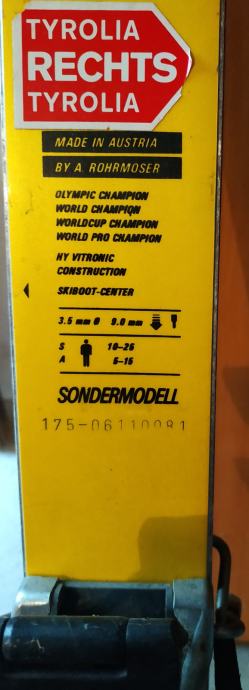 TYROLIA
RECHTS
TYROLIA
MADE IN AUSTRIA
BY A. ROHRMOSER
OLYMPIC CHAMPION
WORLD CHAMPION
WORLDCUP CHAMPION
WORLD PRO CHAMPION
HY VITRONIC
CONSTRUCTION
SKIBOOT-CENTER
3.5 mm Ø 9.0 mm
S 10-25
A 5-15
SONDERMODELL
175-06110081